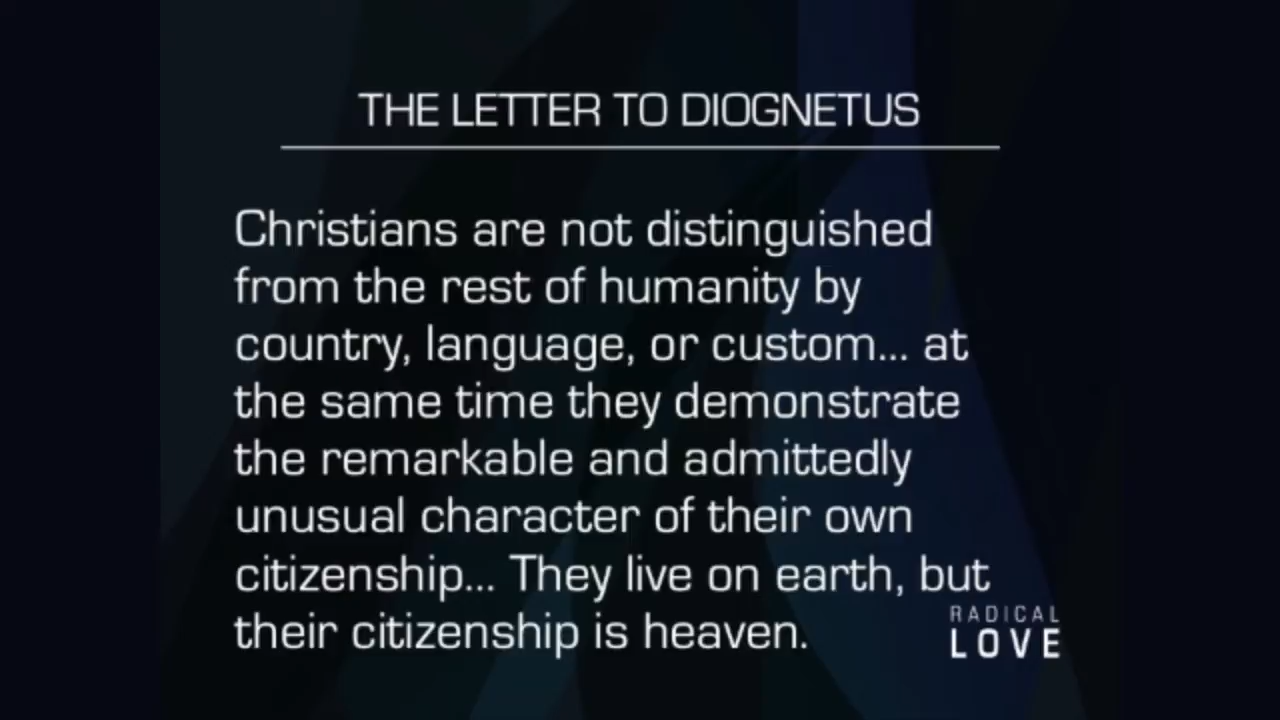 THE LETTER TO DIOGNETUS
Christians are not distinguished
from the rest of humanity by
country, language, or custom... at
the same time they demonstrate
the remarkable and admittedly
unusual character of their own
citizenship... They live on earth, but
their citizenship is heaven.
RADICAL
LOVE